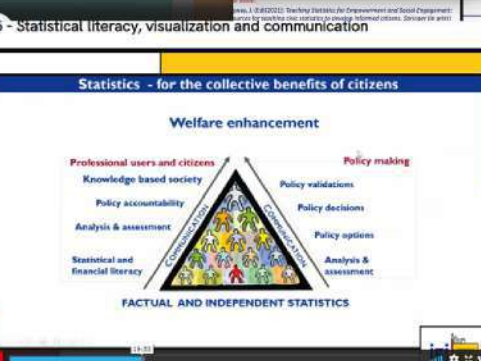 5 - Statistical literacy, visualization and communication
Statistics - for the collective benefits of citizens
Welfare enhancement
Professional users and citizens
Policy making
Knowledge based society
Policy validations
Policy accountability
Policy decisions
Analysis & assessment
Policy options
Statistical and
financial literacy
Analysis &
assessment
COMMUNICATION
COMMUNICATION
FACTUAL AND INDEPENDENT STATISTICS